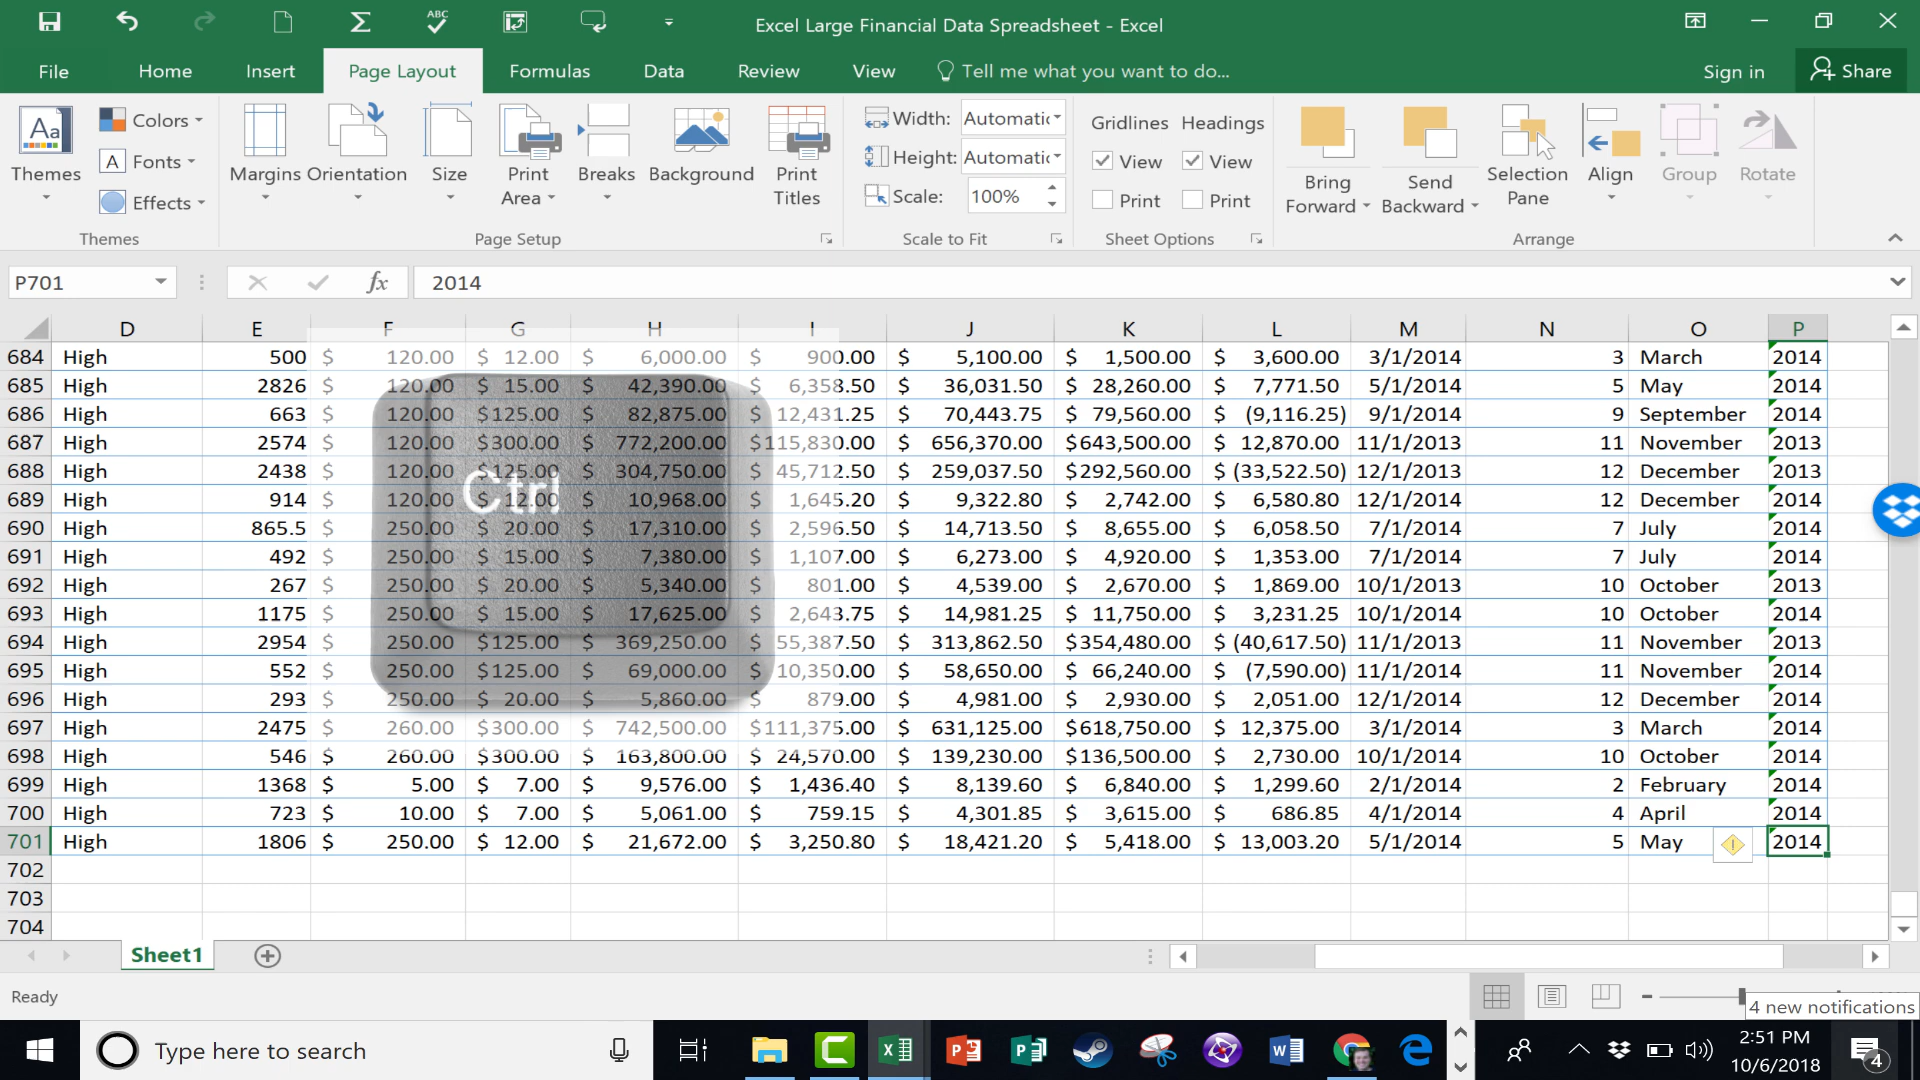 ABC
Excel Large Financial Data Spreadsheet - Excel
File Home Insert Page Layout Formulas Data Review View Tell me what you want to do... Sign in Share
Aa Themes Colors A Fonts Effects Themes
Margins Orientation Size Print Area Breaks Background Print Titles Page Setup
Width: Automatic
Height: Automatic
Scale: 100%
Scale to Fit
Gridlines Headings
View View
Print Print
Sheet Options
Bring Forward Send Backward Selection Pane Align Group Rotate Arrange
P701 fx 2014
D E F G H I J K L M N O P
684 High 500 $ 120.00 $ 12.00 $ 6,000.00 $ 900.00 $ 5,100.00 $ 1,500.00 $ 3,600.00 3/1/2014 3 March 2014
685 High 2826 $ 120.00 $ 15.00 $ 42,390.00 $ 6,358.50 $ 36,031.50 $ 28,260.00 $ 7,771.50 5/1/2014 5 May 2014
686 High 663 $ 120.00 $125.00 $ 82,875.00 $ 12,431.25 $ 70,443.75 $ 79,560.00 $ (9,116.25) 9/1/2014 9 September 2014
687 High 2574 $ 120.00 $300.00 $ 772,200.00 $115,830.00 $ 656,370.00 $643,500.00 $ 12,870.00 11/1/2013 11 November 2013
688 High 2438 $ 120.00 $125.00 $ 304,750.00 $ 45,712.50 $ 259,037.50 $292,560.00 $ (33,522.50) 12/1/2013 12 December 2013
689 High 914 $ 120.00 $ 12.00 $ 10,968.00 $ 1,645.20 $ 9,322.80 $ 2,742.00 $ 6,580.80 12/1/2014 12 December 2014
Ctrl
690 High 865.5 $ 250.00 $ 20.00 $ 17,310.00 $ 2,596.50 $ 14,713.50 $ 8,655.00 $ 6,058.50 7/1/2014 7 July 2014
691 High 492 $ 250.00 $ 15.00 $ 7,380.00 $ 1,107.00 $ 6,273.00 $ 4,920.00 $ 1,353.00 7/1/2014 7 July 2014
692 High 267 $ 250.00 $ 20.00 $ 5,340.00 $ 801.00 $ 4,539.00 $ 2,670.00 $ 1,869.00 10/1/2013 10 October 2013
693 High 1175 $ 250.00 $ 15.00 $ 17,625.00 $ 2,643.75 $ 14,981.25 $ 11,750.00 $ 3,231.25 10/1/2014 10 October 2014
694 High 2954 $ 250.00 $125.00 $ 369,250.00 $ 55,387.50 $ 313,862.50 $354,480.00 $ (40,617.50) 11/1/2013 11 November 2013
695 High 552 $ 250.00 $125.00 $ 69,000.00 $ 10,350.00 $ 58,650.00 $ 66,240.00 $ (7,590.00) 11/1/2014 11 November 2014
696 High 293 $ 250.00 $ 20.00 $ 5,860.00 $ 879.00 $ 4,981.00 $ 2,930.00 $ 2,051.00 12/1/2014 12 December 2014
697 High 2475 $ 260.00 $300.00 $ 742,500.00 $111,375.00 $ 631,125.00 $618,750.00 $ 12,375.00 3/1/2014 3 March 2014
698 High 546 $ 260.00 $300.00 $ 163,800.00 $ 24,570.00 $ 139,230.00 $136,500.00 $ 2,730.00 10/1/2014 10 October 2014
699 High 1368 $ 5.00 $ 7.00 $ 9,576.00 $ 1,436.40 $ 8,139.60 $ 6,840.00 $ 1,299.60 2/1/2014 2 February 2014
700 High 723 $ 10.00 $ 7.00 $ 5,061.00 $ 759.15 $ 4,301.85 $ 3,615.00 $ 686.85 4/1/2014 4 April 2014
701 High 1806 $ 250.00 $ 12.00 $ 21,672.00 $ 3,250.80 $ 18,421.20 $ 5,418.00 $ 13,003.20 5/1/2014 5 May 2014
702
703
704
Sheet1
Ready
4 new notifications
Type here to search
2:51 PM
10/6/2018
4